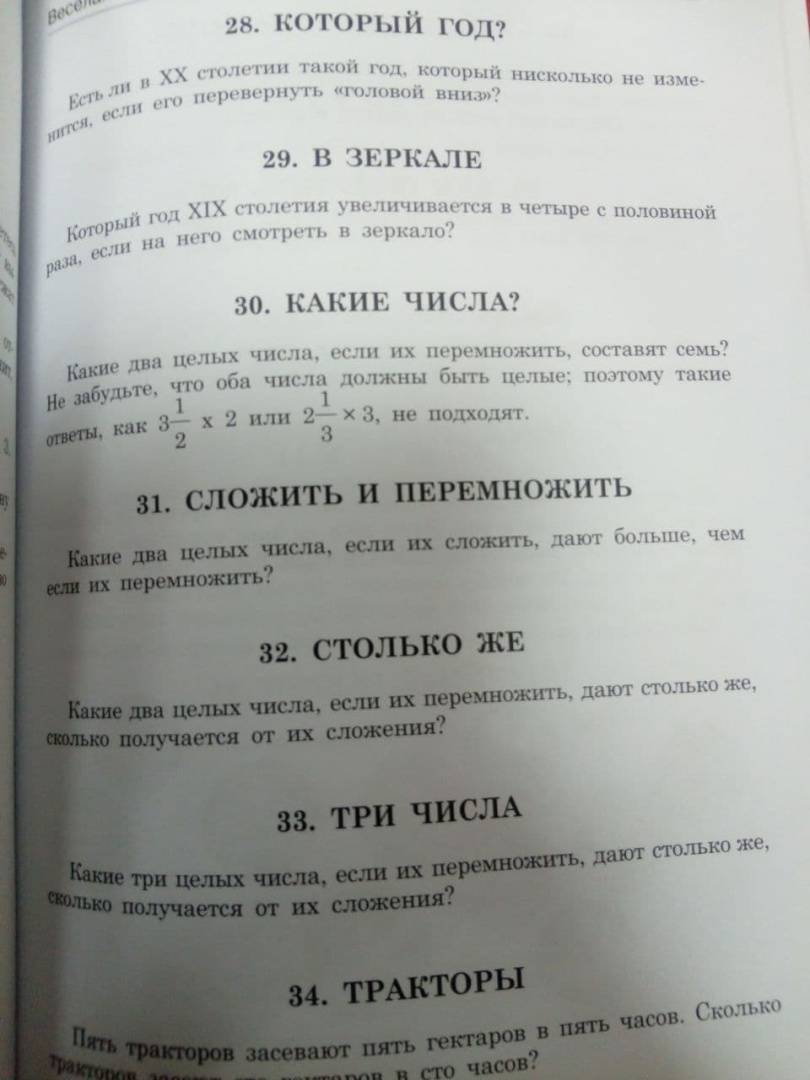 Весела
28. КОТОРЫЙ ГОД?
Есть ли в XX столетии такой год, который нисколько не изме-
нится, если его перевернуть «головой вниз»?
29. В ЗЕРКАЛЕ
Который год XIX столетия увеличивается в четыре с половиной
раза, если на него смотреть в зеркало?
30. КАКИЕ ЧИСЛА?
Какие два целых числа, если их перемножить, составят семь?
Не забудьте, что оба числа должны быть целые; поэтому такие
ответы, как 3 1/2 х 2 или 2 1/3 × 3, не подходят.
31. СЛОЖИТЬ И ПЕРЕМНОЖИТЬ
Какие два целых числа, если их сложить, дают больше, чем
если их перемножить?
32. СТОЛЬКО ЖЕ
Какие два целых числа, если их перемножить, дают столько же,
сколько получается от их сложения?
33. ТРИ ЧИСЛА
Какие три целых числа, если их перемножить, дают столько же,
сколько получается от их сложения?
34. ТРАКТОРЫ
Пять тракторов засевают пять гектаров в пять часов. Сколько
тракторов засеют сто гектаров в сто часов?